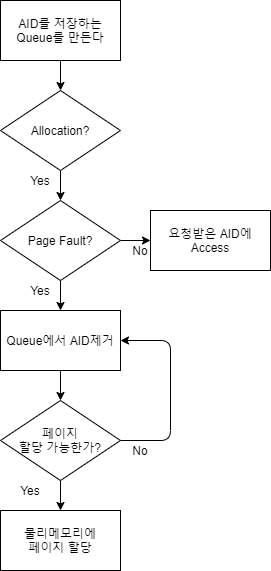 AID를 저장하는
Queue를 만든다
Allocation?
Yes
Page Fault?
No
요청받은 AID에
Access
Yes
Queue에서 AID제거
페이지
할당 가능한가?
No
Yes
물리메모리에
페이지 할당